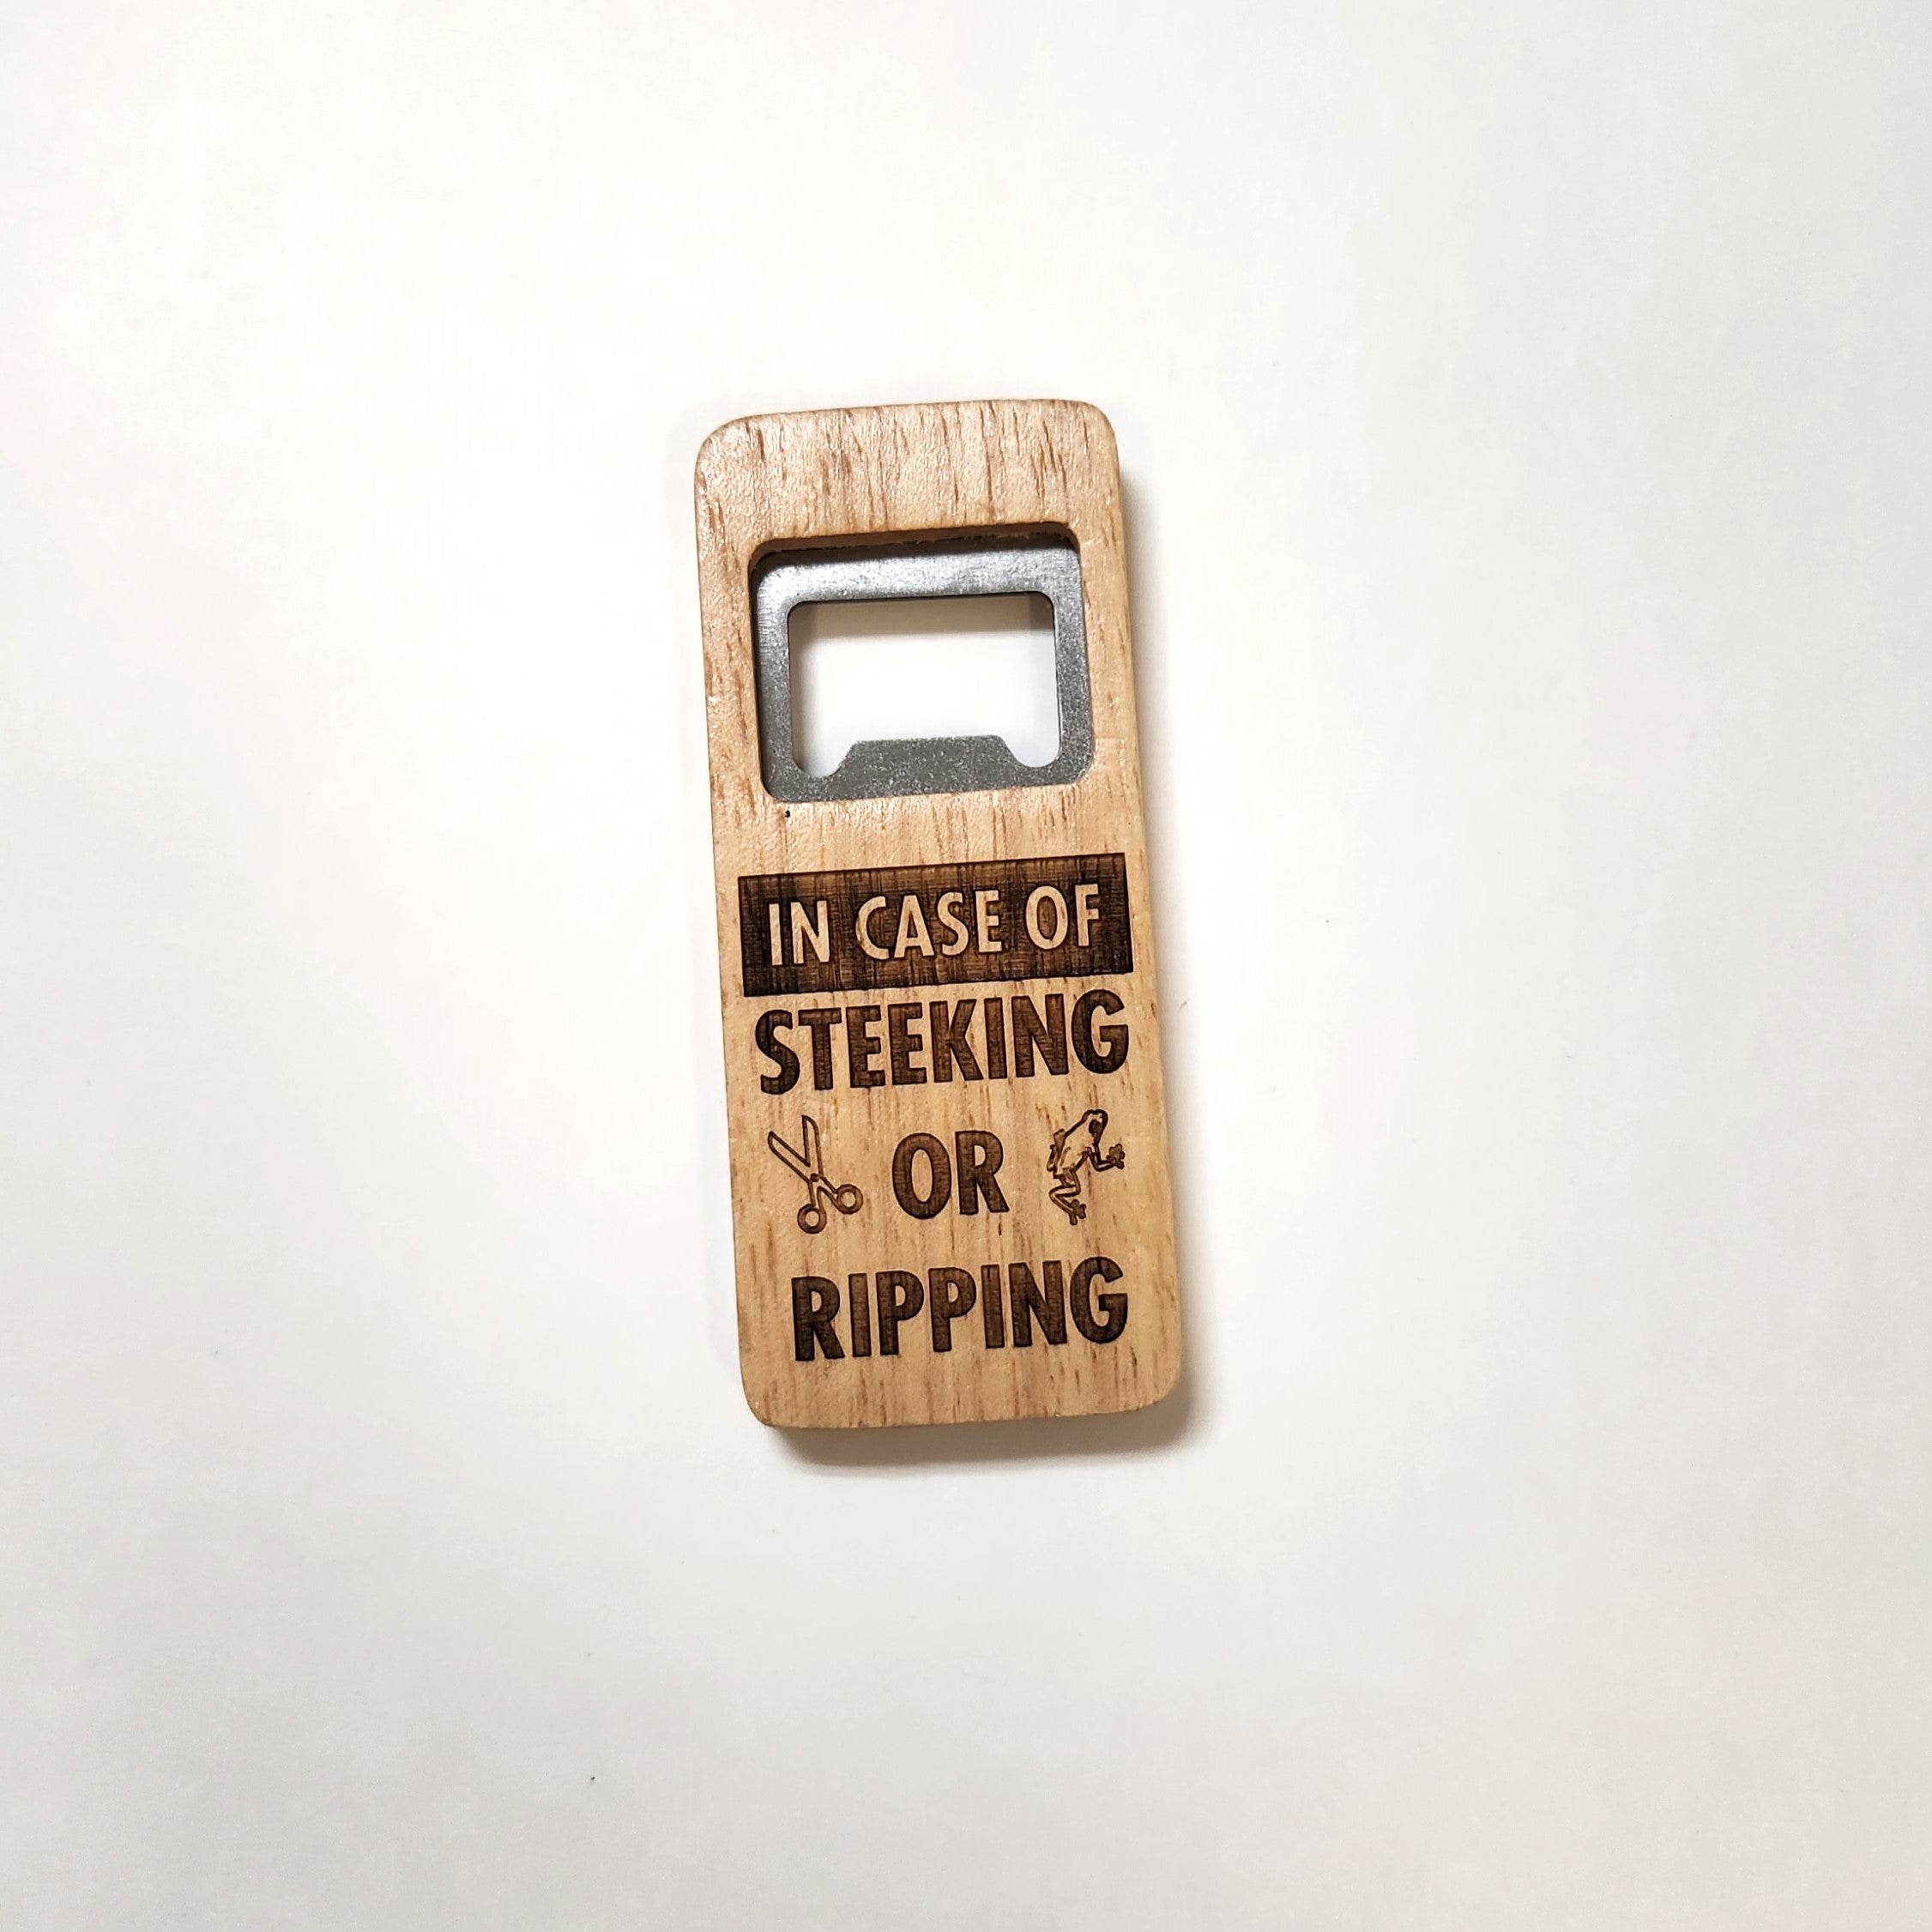 IN CASE OF
STEEKING
OR
RIPPING